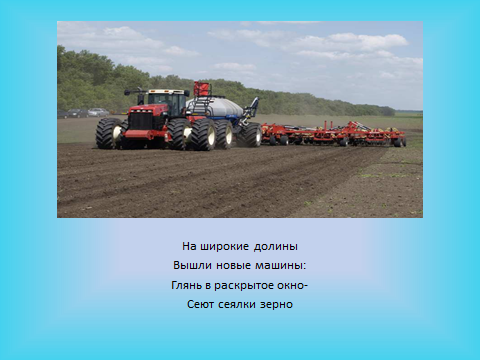 На широкие долины
Вышли новые машины:
Глянь в раскрытое окно-
Сеют сеялки зерно